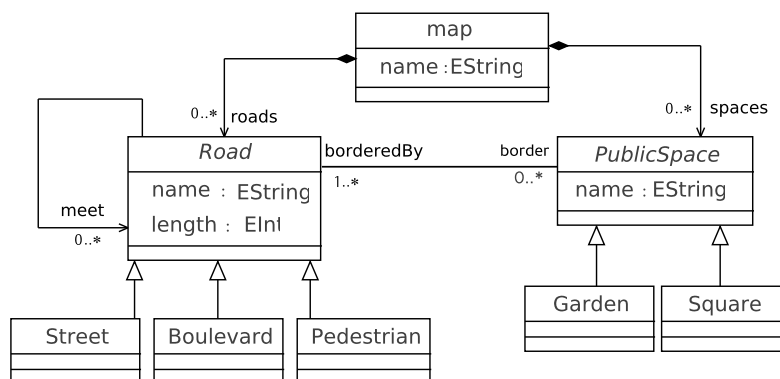 map
name :EString
0..* roads
0..* spaces
Road
borderedBy
border
PublicSpace
1..*
0..*
name : EString
length : EInt
name : EString
meet
0..*
Garden
Square
Street
Boulevard
Pedestrian